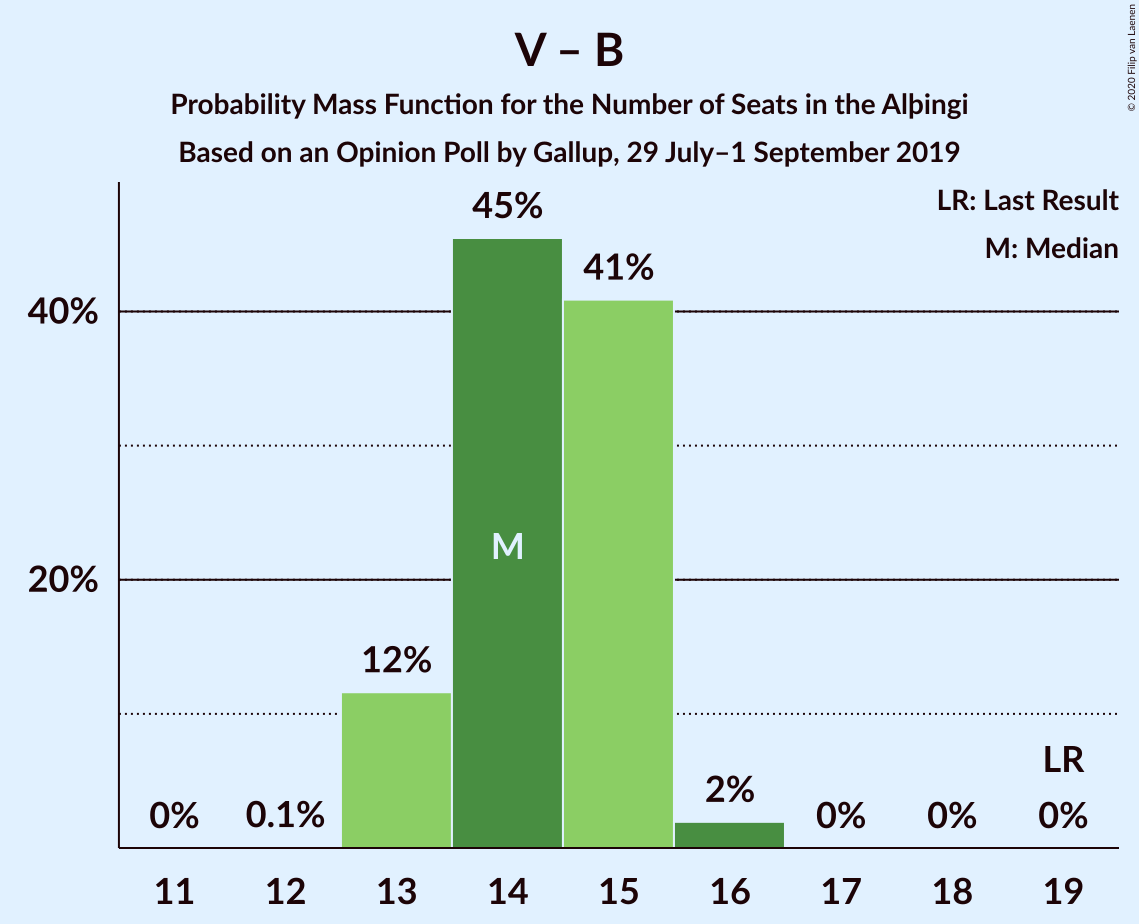 V – B
Probability Mass Function for the Number of Seats in the Alþingi
Based on an Opinion Poll by Gallup, 29 July–1 September 2019
© 2020 Filip van Laenen
LR: Last Result
M: Median
45%
41%
40%
M
20%
12%
LR
2%
0%
0.1%
0%
0%
0%
11
12
13
14
15
16
17
18
19